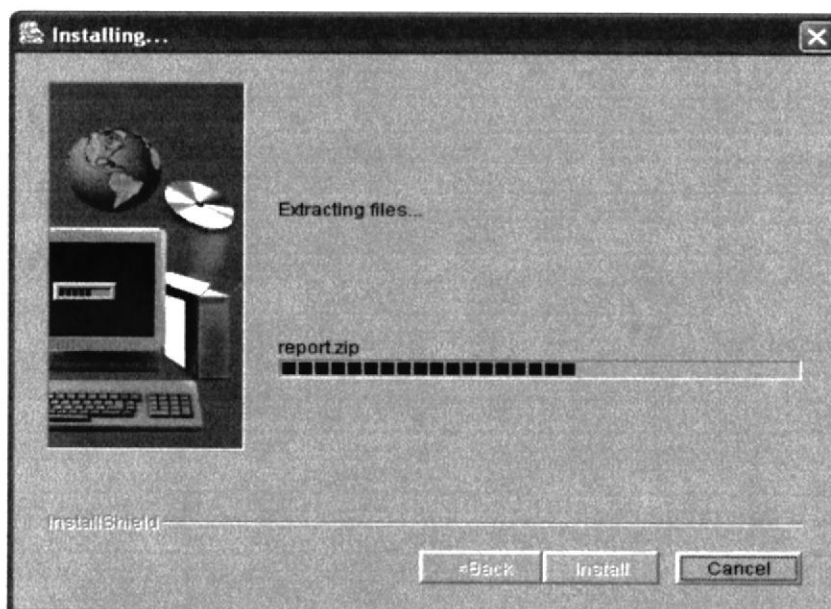 Installing...
Extracting files...
report.zip
InstallShield
<Back
Install
Cancel